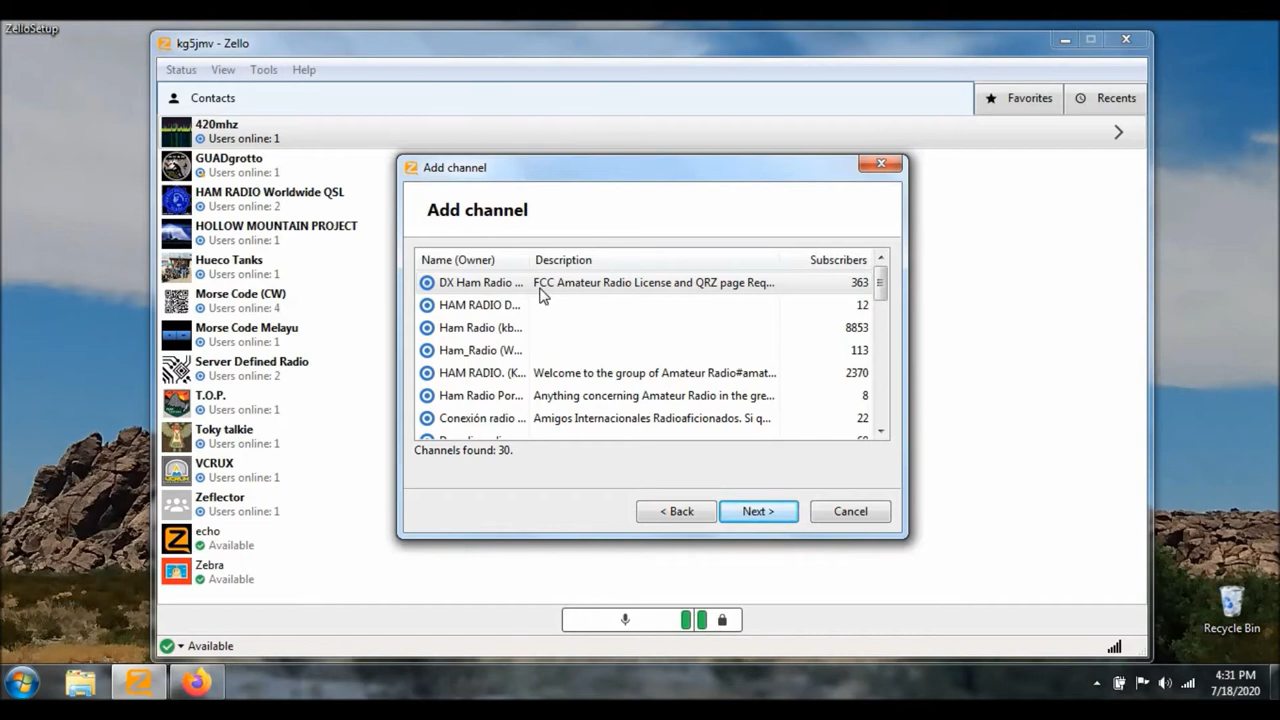 ZelloSetup
kg5jmv - Zello
Status View Tools Help
Contacts
Favorites
Recents
420mhz
Users online: 1
GUADgrotto
Users online: 1
HAM RADIO Worldwide QSL
Users online: 2
HOLLOW MOUNTAIN PROJECT
Users online: 1
Hueco Tanks
Users online: 1
Morse Code (CW)
Users online: 4
Morse Code Melayu
Users online: 1
Server Defined Radio
Users online: 2
T.O.P.
Users online: 1
Toky talkie
Users online: 1
VCRUX
Users online: 1
Zeflector
Users online: 1
echo
Available
Zebra
Available
Add channel
Add channel
Name (Owner) Description Subscribers
DX Ham Radio ... FCC Amateur Radio License and QRZ page Req... 363
HAM RADIO D... 12
Ham Radio (kb... 8853
Ham_Radio (W... 113
HAM RADIO. (K... Welcome to the group of Amateur Radio#amat... 2370
Ham Radio Por... Anything concerning Amateur Radio in the gre... 8
Conexión radio ... Amigos Internacionales Radioaficionados. Si q... 22
Channels found: 30.
< Back Next > Cancel
Available
Recycle Bin
4:31 PM
7/18/2020